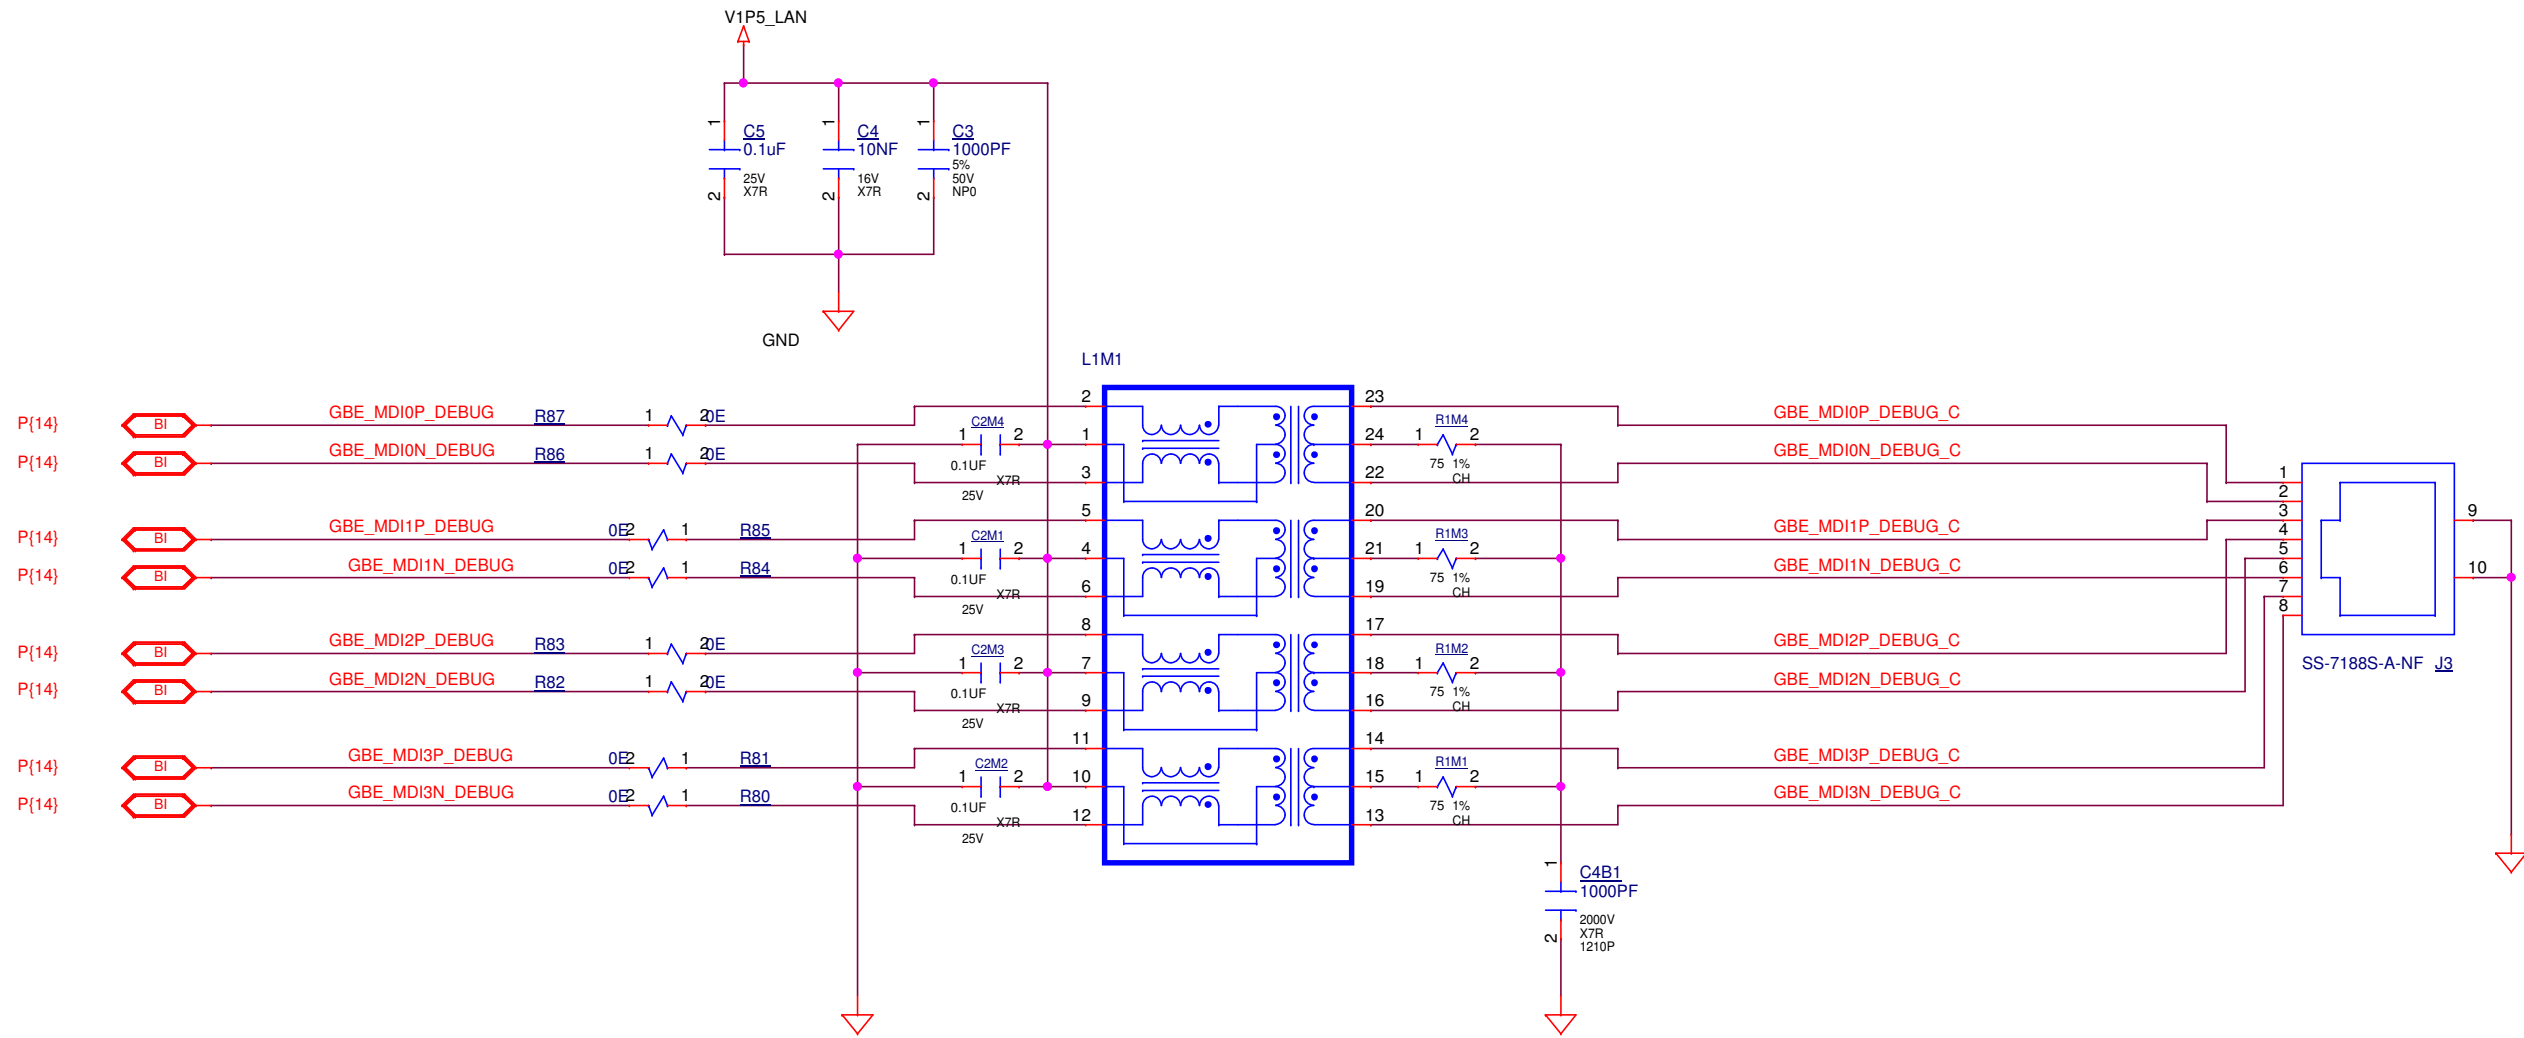 V1P5_LAN
1 1 1
C5 C4 C3
0.1uF 10NF 1000PF
5%
25V 16V 50V
X7R X7R NP0
2 2 2
GND
L1M1
P{14} BI GBE_MDI0P_DEBUG R87 1 2 0E 2 23 GBE_MDI0P_DEBUG_C
C2M4 R1M4
1 2 1 24 1 2
P{14} BI GBE_MDI0N_DEBUG R86 1 2 0E GBE_MDI0N_DEBUG_C
0.1UF 75 1%
X7R 3 22 CH
25V
1
2
5 20 3 9
P{14} BI GBE_MDI1P_DEBUG 0E 2 1 R85 GBE_MDI1P_DEBUG_C
C2M1 R1M3 4
1 2 4 21 1 2 5
P{14} BI GBE_MDI1N_DEBUG 0E 2 1 R84 GBE_MDI1N_DEBUG_C 6 10
0.1UF 75 1% 7
X7R 6 19 CH
25V 8
8 17
P{14} BI GBE_MDI2P_DEBUG R83 1 2 0E GBE_MDI2P_DEBUG_C
C2M3 R1M2
1 2 7 18 1 2 SS-7188S-A-NF J3
P{14} BI GBE_MDI2N_DEBUG R82 1 2 0E GBE_MDI2N_DEBUG_C
0.1UF 75 1%
X7R 9 16 CH
25V
11 14
P{14} BI GBE_MDI3P_DEBUG 0E 2 1 R81 GBE_MDI3P_DEBUG_C
C2M2 R1M1
1 2 10 15 1 2
P{14} BI GBE_MDI3N_DEBUG 0E 2 1 R80 GBE_MDI3N_DEBUG_C
0.1UF 75 1%
X7R 12 13 CH
25V
1
C4B1
1000PF
2000V
X7R
2
1210P